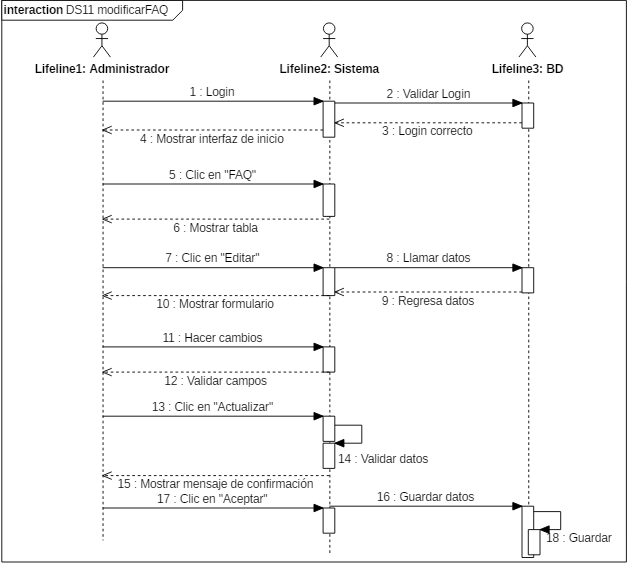 interaction DS11 modificarFAQ
Lifeline1: Administrador
Lifeline2: Sistema
Lifeline3: BD
1 : Login
2 : Validar Login
3 : Login correcto
4 : Mostrar interfaz de inicio
5 : Clic en "FAQ"
6 : Mostrar tabla
7 : Clic en "Editar"
8 : Llamar datos
9 : Regresa datos
10 : Mostrar formulario
11 : Hacer cambios
12 : Validar campos
13 : Clic en "Actualizar"
14 : Validar datos
15 : Mostrar mensaje de confirmación
16 : Guardar datos
17 : Clic en "Aceptar"
18 : Guardar